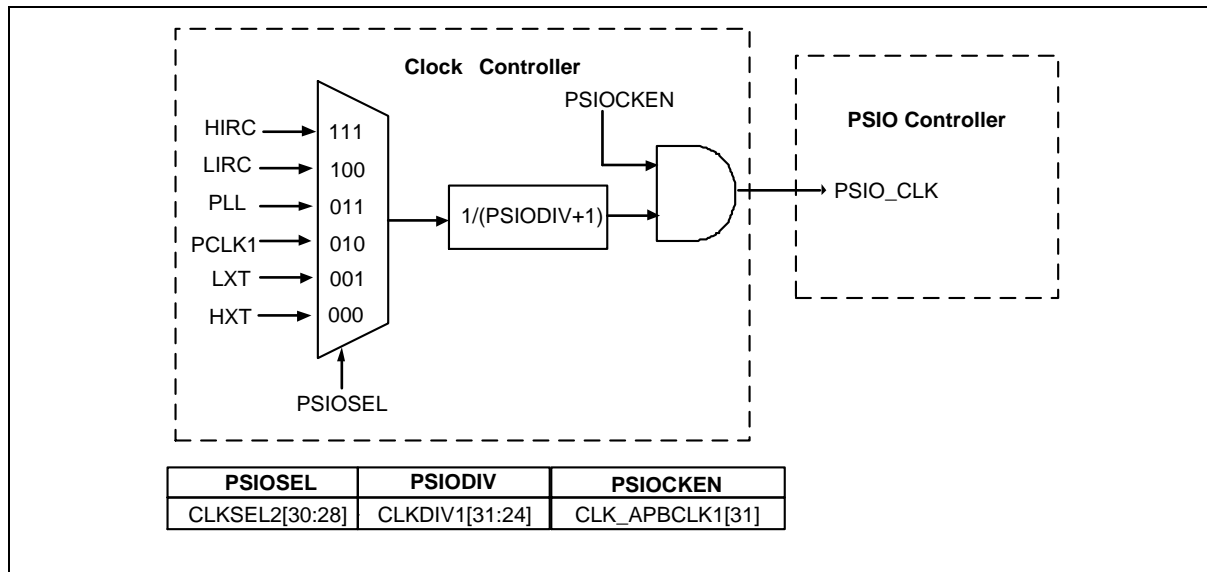 Clock Controller
PSIOCKEN
PSIO Controller
HIRC
111
LIRC
100
PLL
011
PCLK1
010
LXT
001
HXT
000
1/(PSIODIV+1)
PSIO_CLK
PSIOSEL
PSIOSEL PSIODIV PSIOCKEN
CLKSEL2[30:28] CLKDIV1[31:24] CLK_APBCLK1[31]